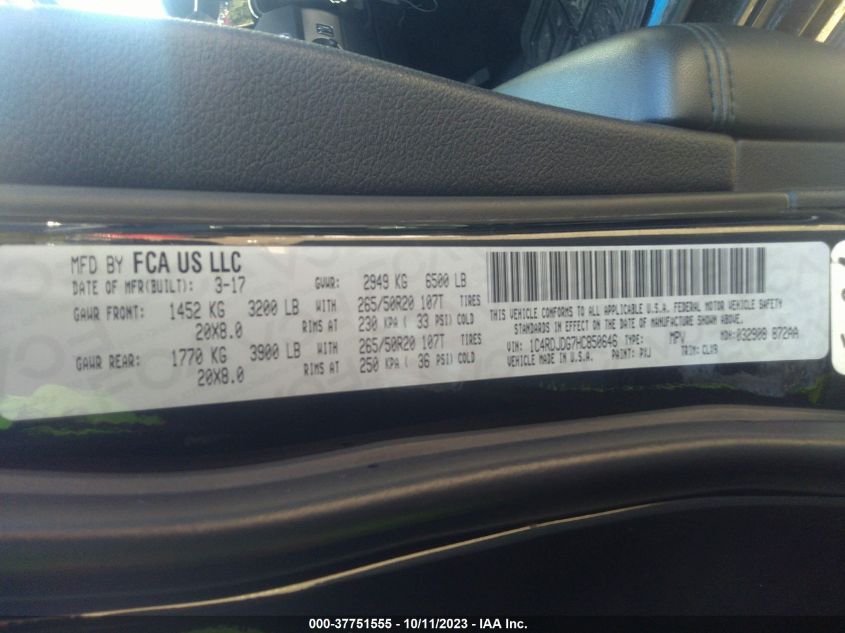 MFD BY FCA US LLC
DATE OF MFR(BUILT): 3-17 GVWR: 2949 KG 6500 LB
GAWR FRONT: 1452 KG 3200 LB WITH 265/50R20 107T TIRES
20X8.0 RIMS AT 230 KPA ( 33 PSI) COLD
GAWR REAR: 1770 KG 3900 LB WITH 265/50R20 107T TIRES
20X8.0 RIMS AT 250 KPA ( 36 PSI) COLD
THIS VEHICLE CONFORMS TO ALL APPLICABLE U.S.A. FEDERAL MOTOR VEHICLE SAFETY
STANDARDS IN EFFECT ON THE DATE OF MANUFACTURE SHOWN ABOVE.
VIN: 1C4RDJDG7HC850646 TYPE: MPV MDH: 032908 872AA
VEHICLE MADE IN U.S.A. PAINT: PXJ TRIM: CLX9
000-37751555 - 10/11/2023 - IAA Inc.